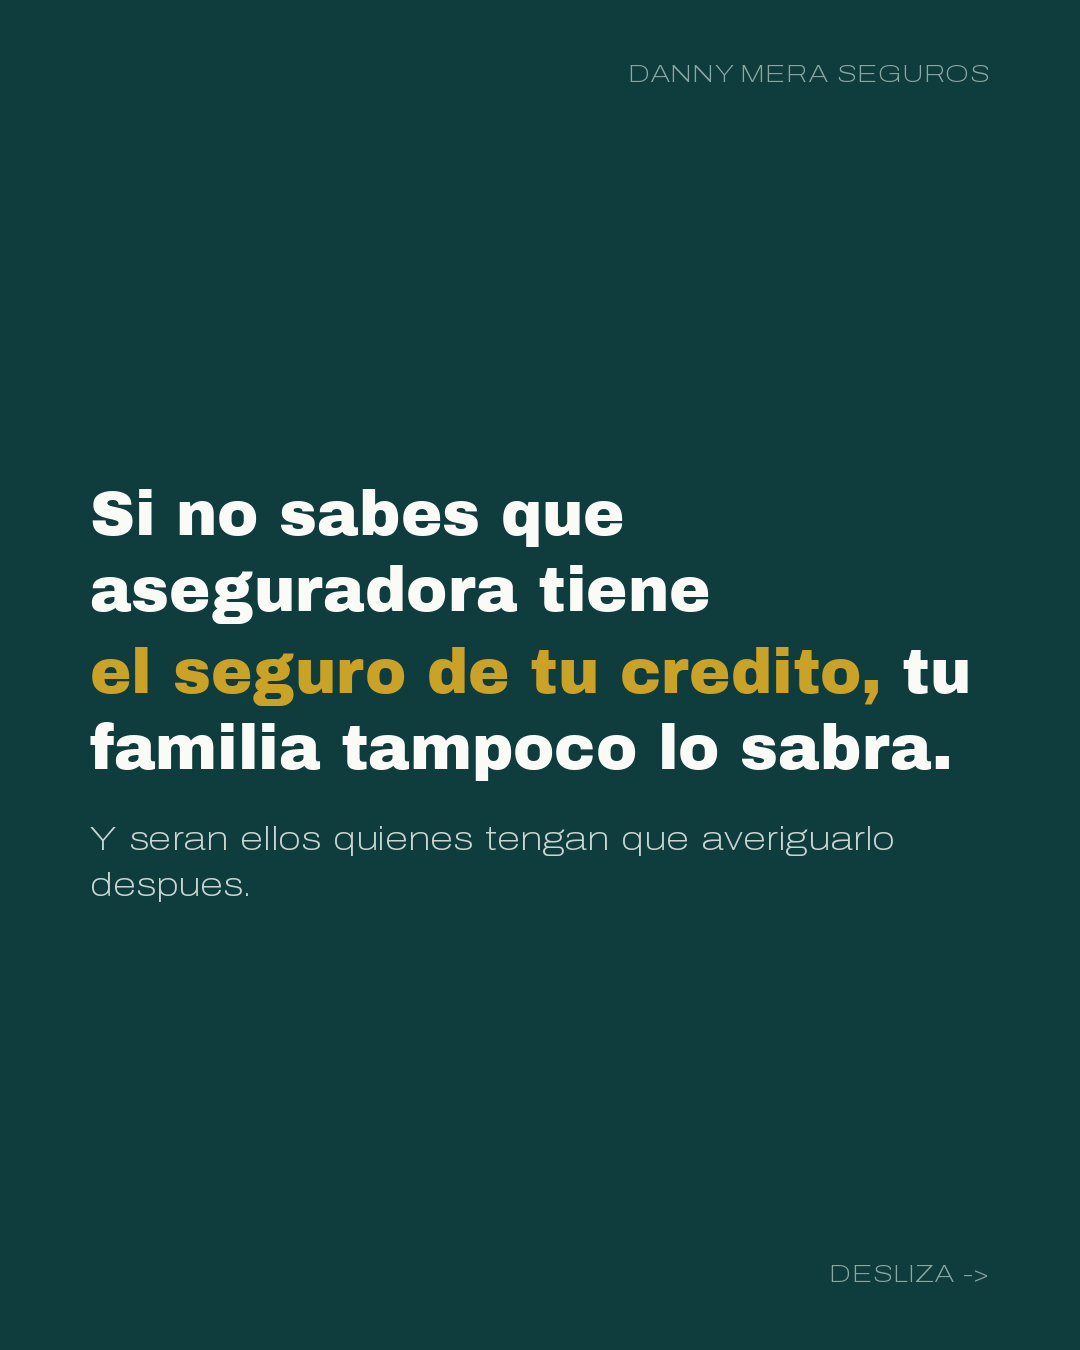 DANNY MERA SEGUROS
Si no sabes que
aseguradora tiene
el seguro de tu credito, tu
familia tampoco lo sabra.
Y seran ellos quienes tengan que averiguarlo
despues.
DESLIZA ->